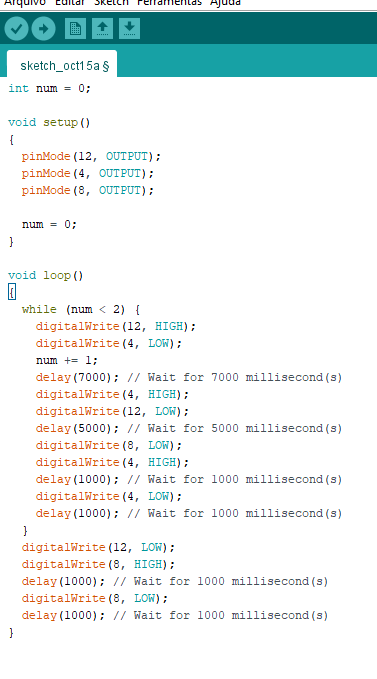 Arquivo Editar Sketch Ferramentas Ajuda
sketch_oct15a §
int num = 0;
void setup()
{
  pinMode(12, OUTPUT);
  pinMode(4, OUTPUT);
  pinMode(8, OUTPUT);
  num = 0;
}
void loop()
{
  while (num < 2) {
    digitalWrite(12, HIGH);
    digitalWrite(4, LOW);
    num += 1;
    delay(7000); // Wait for 7000 millisecond(s)
    digitalWrite(4, HIGH);
    digitalWrite(12, LOW);
    delay(5000); // Wait for 5000 millisecond(s)
    digitalWrite(8, LOW);
    digitalWrite(4, HIGH);
    delay(1000); // Wait for 1000 millisecond(s)
    digitalWrite(4, LOW);
    delay(1000); // Wait for 1000 millisecond(s)
  }
  digitalWrite(12, LOW);
  digitalWrite(8, HIGH);
  delay(1000); // Wait for 1000 millisecond(s)
  digitalWrite(8, LOW);
  delay(1000); // Wait for 1000 millisecond(s)
}